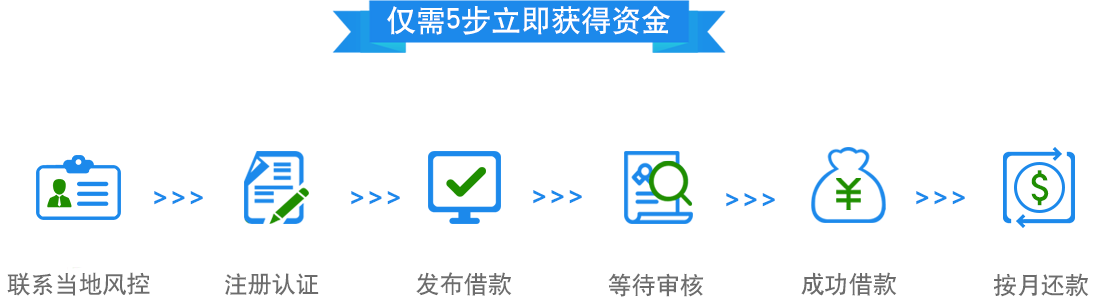 仅需5步立即获得资金
>>> >>> >>> >>> >>>
¥ $
联系当地风控 注册认证 发布借款 等待审核 成功借款 按月还款